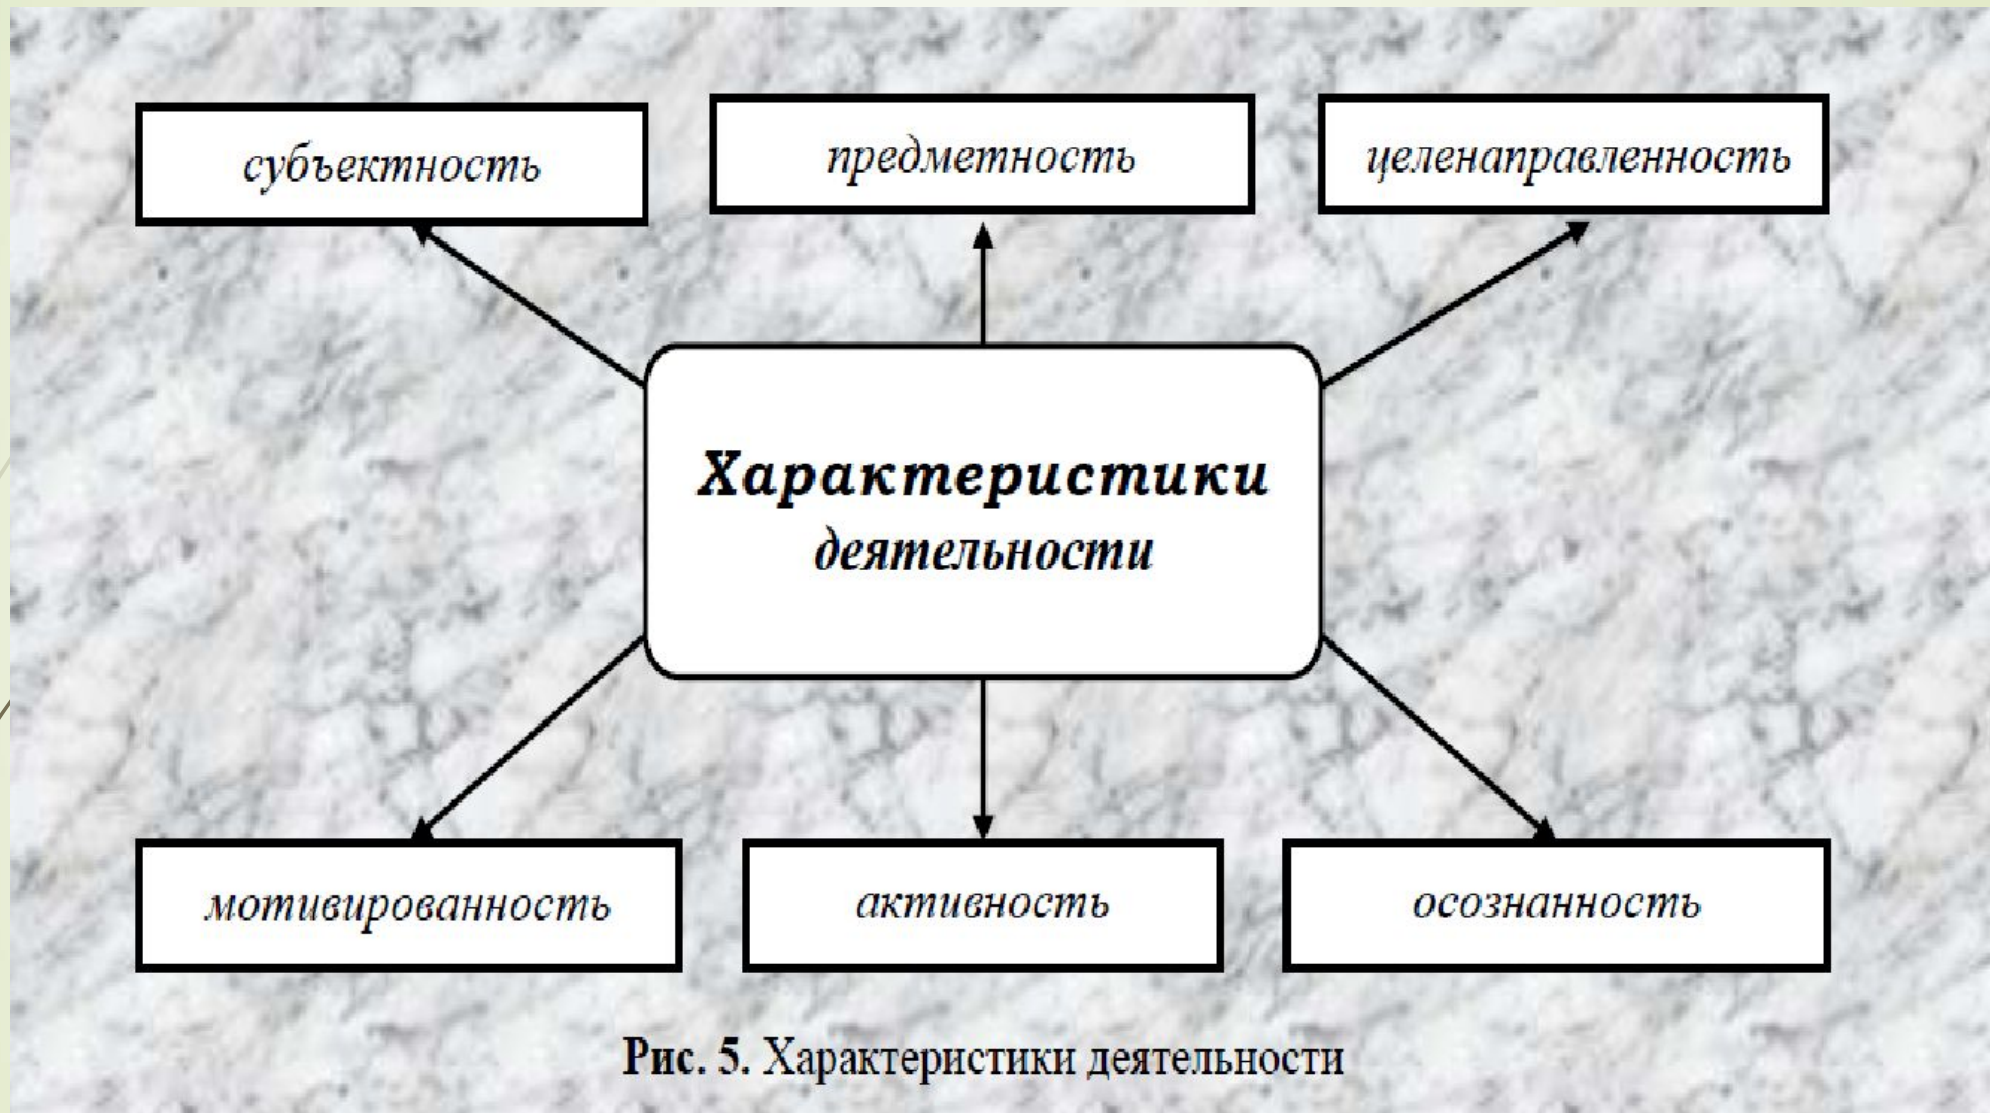 субъектность
предметность
целенаправленность
Характеристики
деятельности
мотивированность
активность
осознанность
Рис. 5. Характеристики деятельности